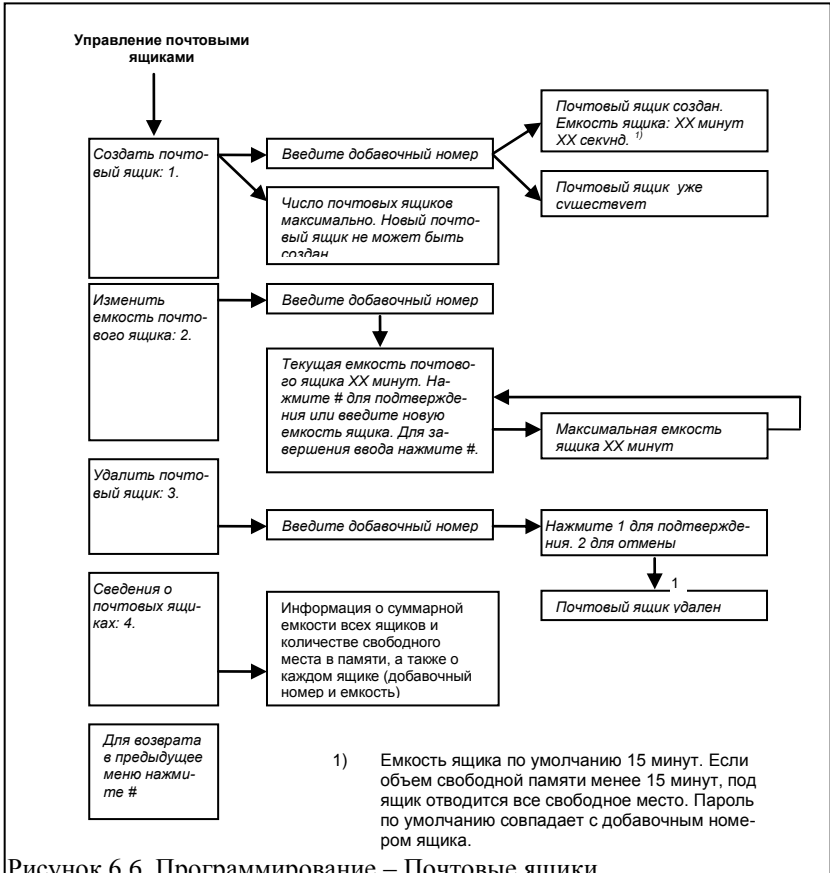 Управление почтовыми
ящиками
Создать почто-
вый ящик: 1.
Введите добавочный номер
Почтовый ящик создан.
Емкость ящика: XX минут
XX секунд. 1)
Почтовый ящик уже
существует
Число почтовых ящиков
максимально. Новый почто-
вый ящик не может быть
создан
Изменить
емкость почто-
вого ящика: 2.
Введите добавочный номер
Текущая емкость почтово-
го ящика XX минут. На-
жмите # для подтвержде-
ния или введите новую
емкость ящика. Для за-
вершения ввода нажмите #.
Максимальная емкость
ящика XX минут
Удалить почто-
вый ящик: 3.
Введите добавочный номер
Нажмите 1 для подтвержде-
ния. 2 для отмены
1
Почтовый ящик удален
Сведения о
почтовых ящи-
ках: 4.
Информация о суммарной
емкости всех ящиков и
количестве свободного
места в памяти, а также о
каждом ящике (добавочный
номер и емкость)
Для возврата
в предыдущее
меню нажми-
те #
1) Емкость ящика по умолчанию 15 минут. Если
объем свободной памяти менее 15 минут, под
ящик отводится все свободное место. Пароль
по умолчанию совпадает с добавочным номе-
ром ящика.
Рисунок 6.6. Программирование – Почтовые ящики